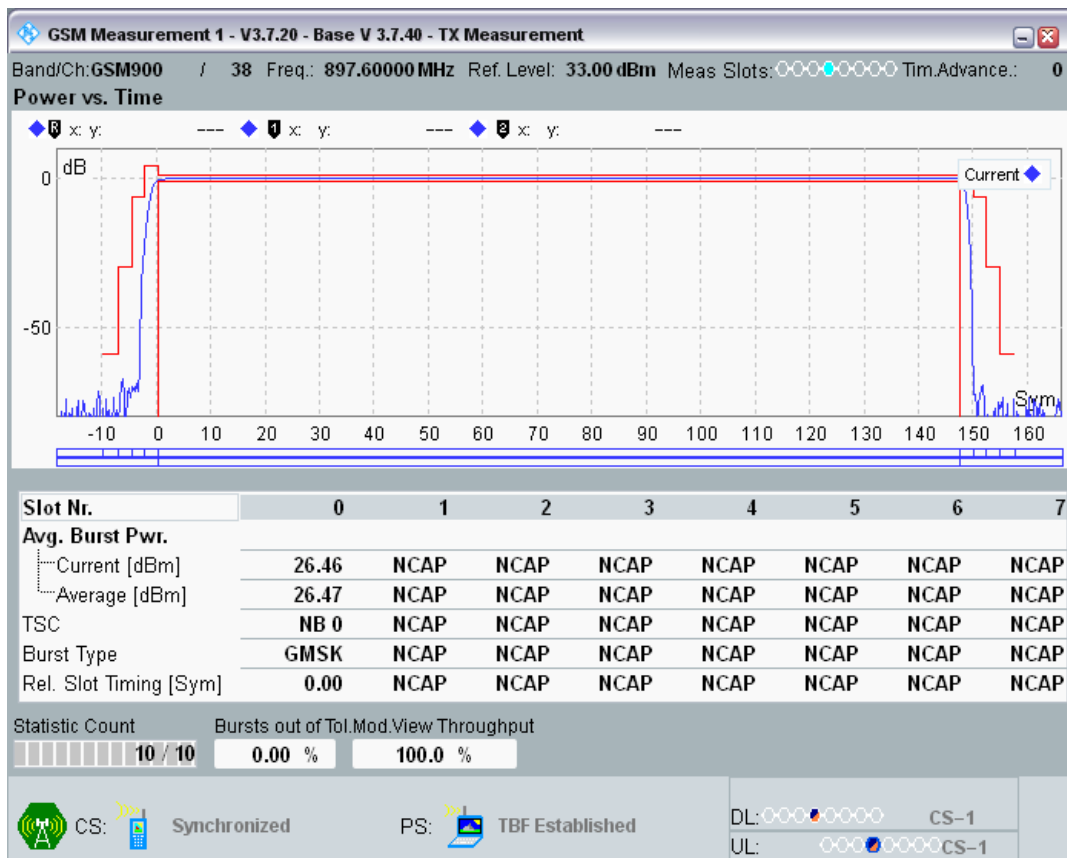 GSM Measurement 1 - V3.7.20 - Base V 3.7.40 - TX Measurement
Band/Ch:GSM900 / 38 Freq.: 897.60000 MHz Ref. Level: 33.00 dBm Meas Slots: Tim.Advance.: 0
Power vs. Time
R x: y: --- 1 x: y: --- 2 x: y: ---
dB
0
Current
-50
Sym
-10 0 10 20 30 40 50 60 70 80 90 100 110 120 130 140 150 160
Slot Nr. 0 1 2 3 4 5 6 7
Avg. Burst Pwr.
Current [dBm] 26.46 NCAP NCAP NCAP NCAP NCAP NCAP NCAP
Average [dBm] 26.47 NCAP NCAP NCAP NCAP NCAP NCAP NCAP
TSC NB 0 NCAP NCAP NCAP NCAP NCAP NCAP NCAP
Burst Type GMSK NCAP NCAP NCAP NCAP NCAP NCAP NCAP
Rel. Slot Timing [Sym] 0.00 NCAP NCAP NCAP NCAP NCAP NCAP NCAP
Statistic Count Bursts out of Tol.Mod.View Throughput
10 / 10 0.00 % 100.0 %
CS: Synchronized PS: TBF Established DL: CS-1
UL: CS-1